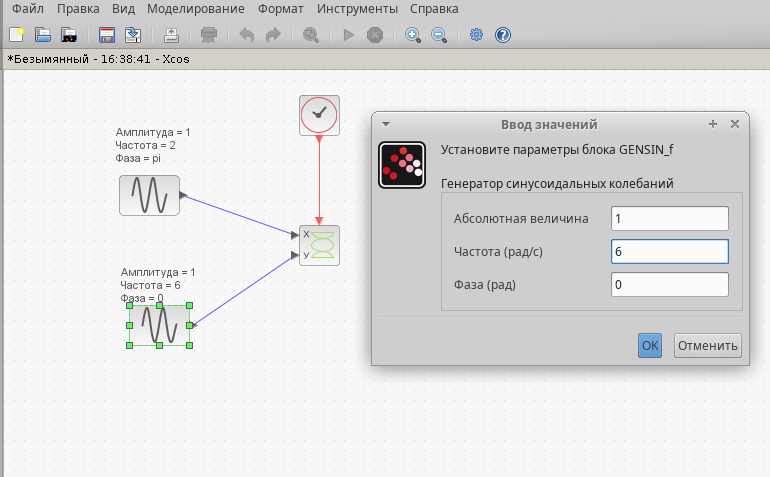 Файл Правка Вид Моделирование Формат Инструменты Справка
*Безымянный - 16:38:41 - Xcos
Амплитуда = 1
Частота = 2
Фаза = pi
X
У
Амплитуда = 1
Частота = 6
Фаза = 0
Ввод значений
Установите параметры блока GENSIN_f
Генератор синусоидальных колебаний
Абсолютная величина 1
Частота (рад/с) 6
Фаза (рад) 0
OK Отменить